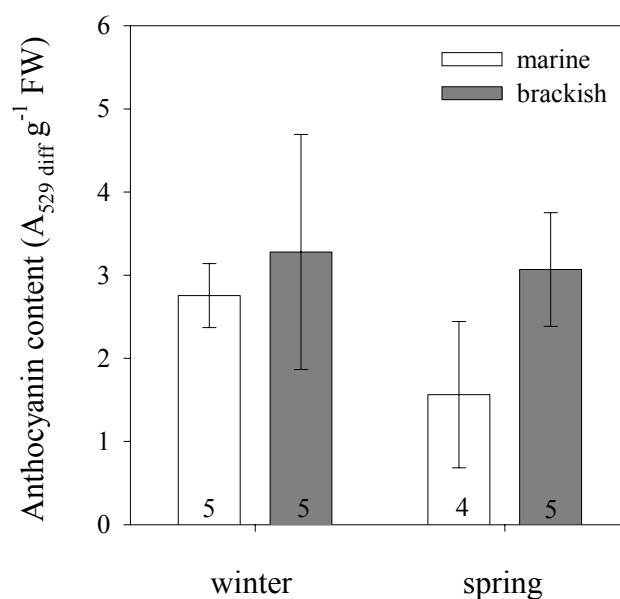 Anthocyanin content (A529 diff g-1 FW)
6
5
4
3
2
1
0
marine
brackish
5
5
4
5
winter
spring